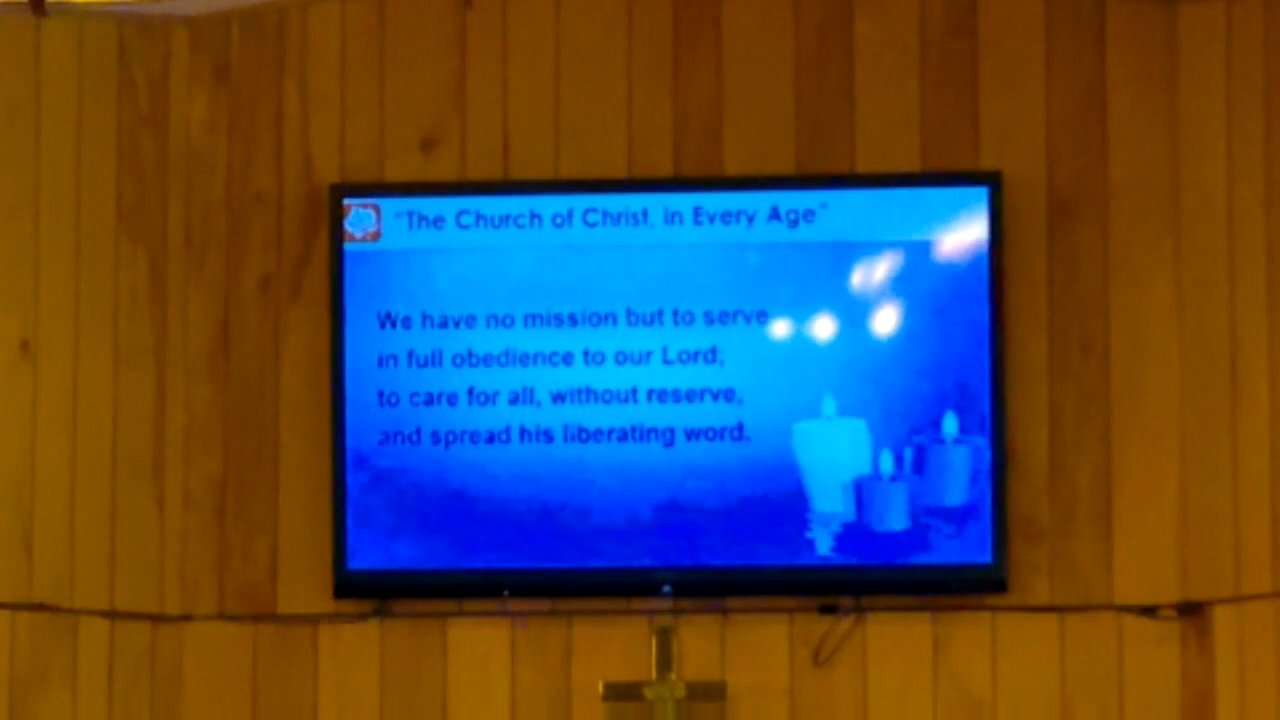 "The Church of Christ, in Every Age"
We have no mission but to serve
in full obedience to our Lord;
to care for all, without reserve,
and spread his liberating word.